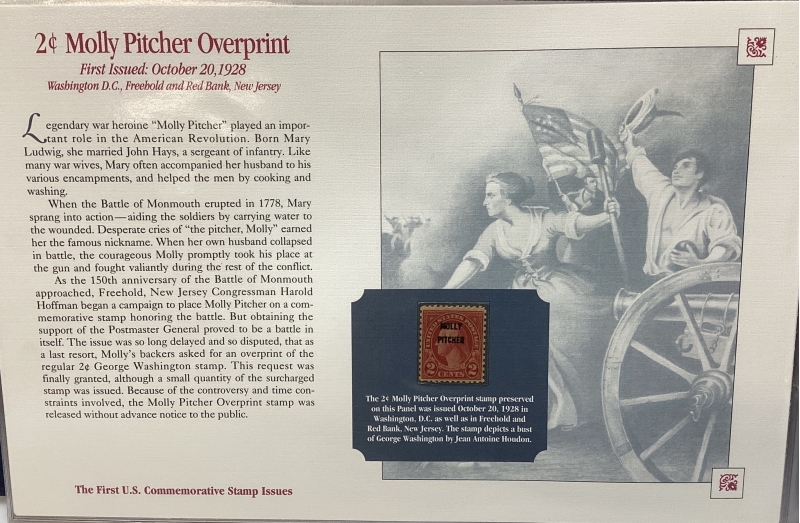 2¢ Molly Pitcher Overprint
First Issued: October 20, 1928
Washington D.C., Freehold and Red Bank, New Jersey
Legendary war heroine “Molly Pitcher” played an impor-
tant role in the American Revolution. Born Mary
Ludwig, she married John Hays, a sergeant of infantry. Like
many war wives, Mary often accompanied her husband to his
various encampments, and helped the men by cooking and
washing.
When the Battle of Monmouth erupted in 1778, Mary
sprang into action—aiding the soldiers by carrying water to
the wounded. Desperate cries of “the pitcher, Molly” earned
her the famous nickname. When her own husband collapsed
in battle, the courageous Molly promptly took his place at
the gun and fought valiantly during the rest of the conflict.
As the 150th anniversary of the Battle of Monmouth
approached, Freehold, New Jersey Congressman Harold
Hoffman began a campaign to place Molly Pitcher on a com-
memorative stamp honoring the battle. But obtaining the
support of the Postmaster General proved to be a battle in
itself. The issue was so long delayed and so disputed, that as
a last resort, Molly’s backers asked for an overprint of the
regular 2¢ George Washington stamp. This request was
finally granted, although a small quantity of the surcharged
stamp was issued. Because of the controversy and time con-
straints involved, the Molly Pitcher Overprint stamp was
released without advance notice to the public.
The First U.S. Commemorative Stamp Issues
UNITED STATES POSTAGE
MOLLY
PITCHER
2 CENTS 2
The 2¢ Molly Pitcher Overprint stamp preserved
on this Panel was issued October 20, 1928 in
Washington, D.C. as well as in Freehold and
Red Bank, New Jersey. The stamp depicts a bust
of George Washington by Jean Antoine Houdon.